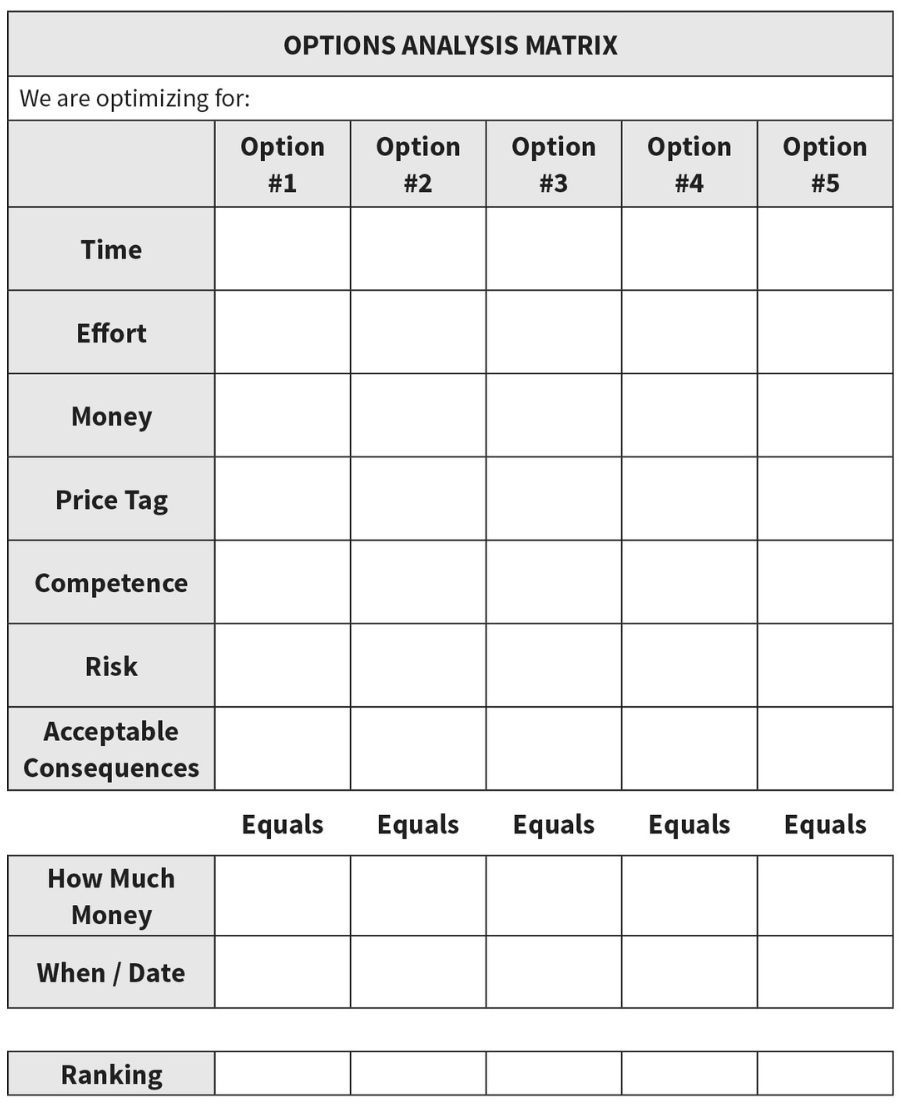 OPTIONS ANALYSIS MATRIX
We are optimizing for:
Option Option Option Option Option
#1 #2 #3 #4 #5
Time
Effort
Money
Price Tag
Competence
Risk
Acceptable
Consequences
Equals Equals Equals Equals Equals
How Much
Money
When / Date
Ranking